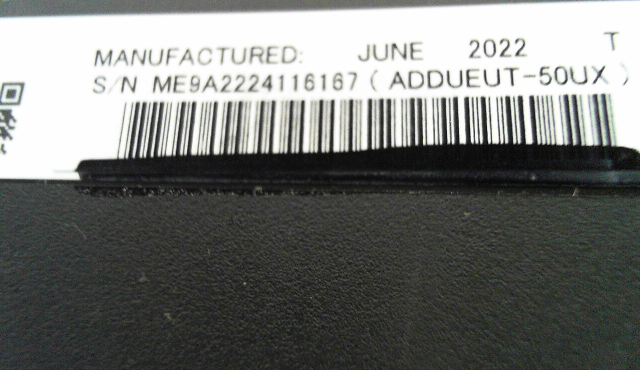 MANUFACTURED: JUNE 2022 T
S/N ME9A2224116167 ( ADDUEUT-50UX )